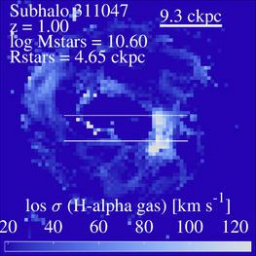 Subhalo 311047
9.3 ckpc
z = 1.00
log Mstars = 10.60
Rstars = 4.65 ckpc
los σ (H-alpha gas) [km s⁻¹]
20 40 60 80 100 120